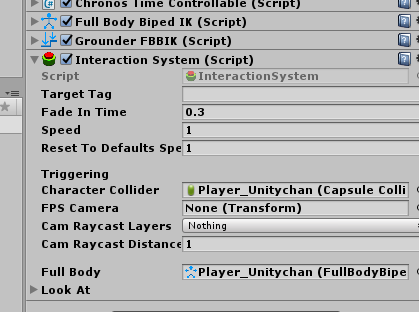 Chronos Time Controllable (Script)
Full Body Biped IK (Script)
Grounder FBBIK (Script)
Interaction System (Script)
Script InteractionSystem
Target Tag
Fade In Time 0.3
Speed 1
Reset To Defaults Spe 1
Triggering
Character Collider Player_Unitychan (Capsule Colli
FPS Camera None (Transform)
Cam Raycast Layers Nothing
Cam Raycast Distance 1
Full Body Player_Unitychan (FullBodyBipe
Look At